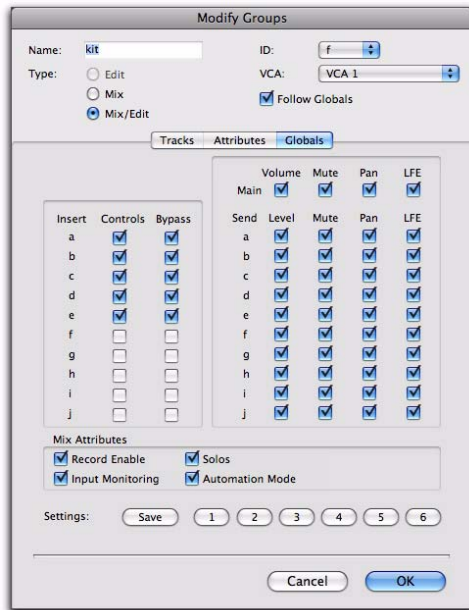 Modify Groups
Name: kit ID: f
Type: Edit VCA: VCA 1
Mix Follow Globals
Mix/Edit
Tracks Attributes Globals
Volume Mute Pan LFE
Main
Insert Controls Bypass Send Level Mute Pan LFE
a a
b b
c c
d d
e e
f f
g g
h h
i i
j j
Mix Attributes
Record Enable Solos
Input Monitoring Automation Mode
Settings: Save 1 2 3 4 5 6
Cancel OK